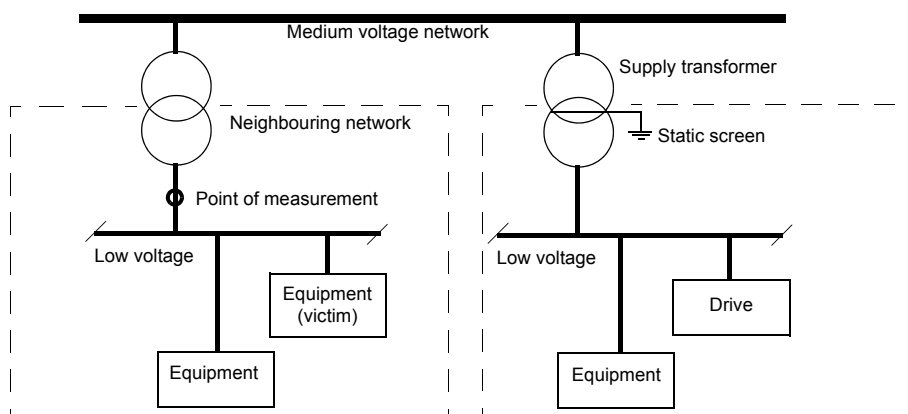 Medium voltage network
Supply transformer
Neighbouring network
Static screen
Point of measurement
Low voltage
Low voltage
Equipment
(victim)
Drive
Equipment
Equipment